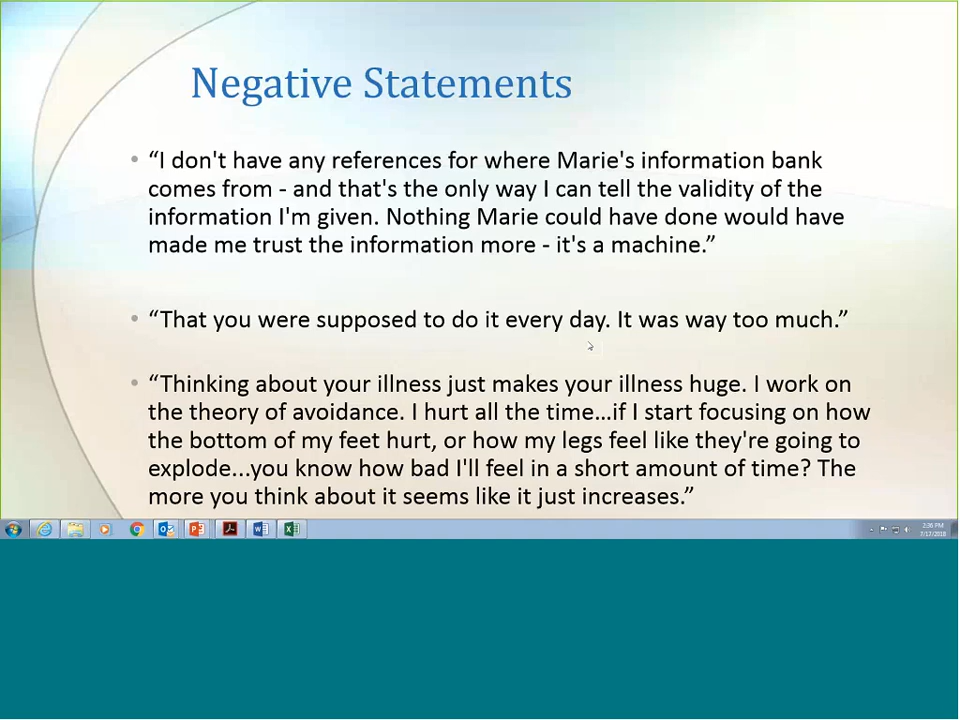 Negative Statements
• “I don't have any references for where Marie's information bank
comes from - and that's the only way I can tell the validity of the
information I'm given. Nothing Marie could have done would have
made me trust the information more - it's a machine.”
• “That you were supposed to do it every day. It was way too much.”
• “Thinking about your illness just makes your illness huge. I work on
the theory of avoidance. I hurt all the time...if I start focusing on how
the bottom of my feet hurt, or how my legs feel like they're going to
explode...you know how bad I'll feel in a short amount of time? The
more you think about it seems like it just increases.”
2:36 PM
7/17/2018